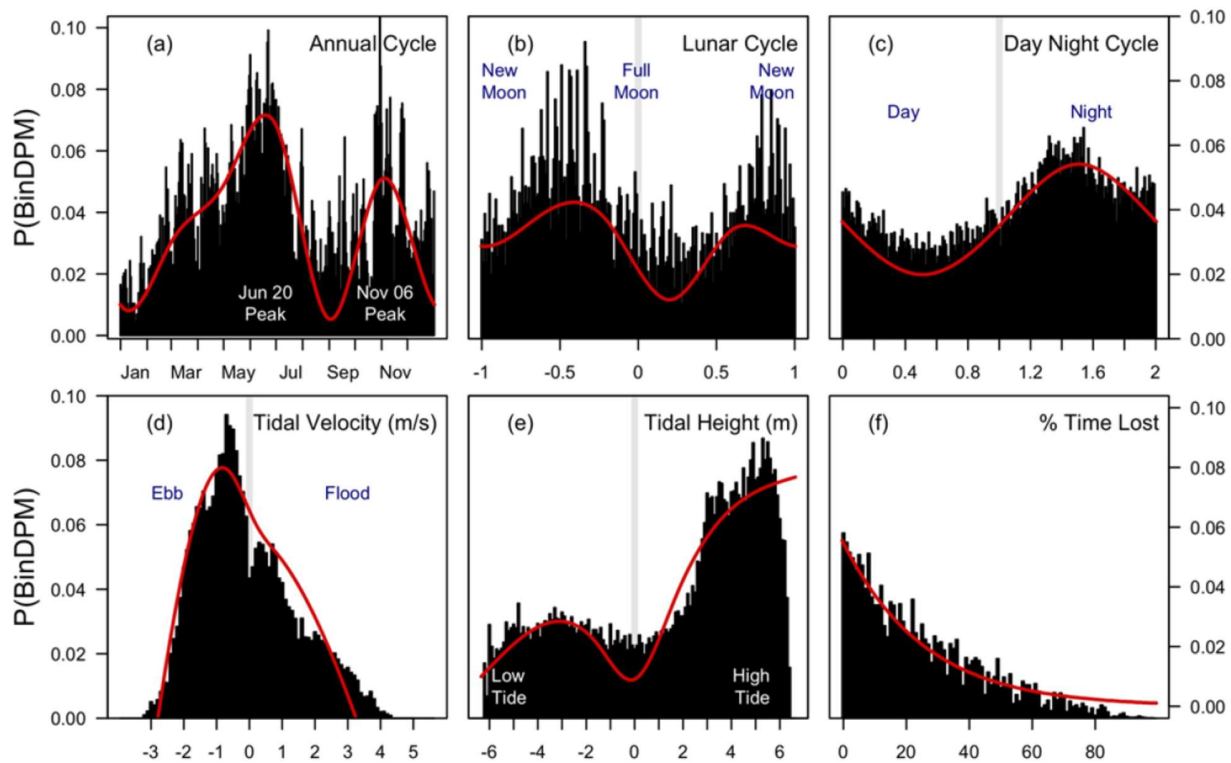 (a) Annual Cycle
P(BinDPM)
0.10
0.08
0.06
0.04
0.02
0.00
Jun 20
Peak
Nov 06
Peak
Jan Mar May Jul Sep Nov
(b) Lunar Cycle
New
Moon
Full
Moon
New
Moon
-1 -0.5 0 0.5 1
(c) Day Night Cycle
Day Night
0.10
0.08
0.06
0.04
0.02
0.00
0 0.4 0.8 1.2 1.6 2
(d) Tidal Velocity (m/s)
P(BinDPM)
0.10
0.08
0.06
0.04
0.02
0.00
Ebb Flood
-3 -2 -1 0 1 2 3 4 5
(e) Tidal Height (m)
Low
Tide
High
Tide
-6 -4 -2 0 2 4 6
(f) % Time Lost
0.10
0.08
0.06
0.04
0.02
0.00
0 20 40 60 80